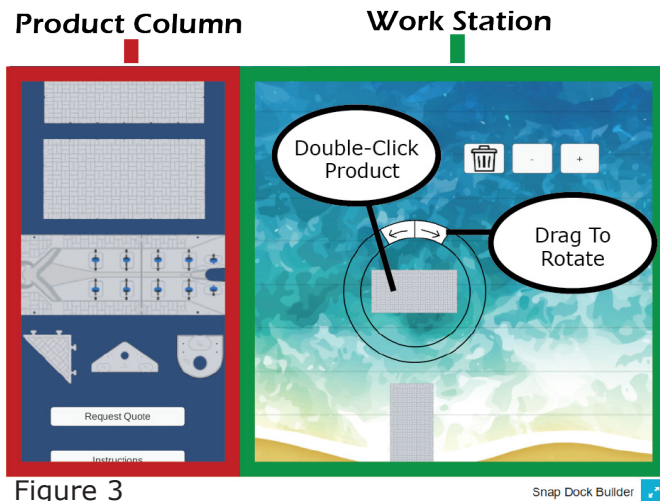 Product Column
Work Station
Double-Click
Product
-
+
Drag To
Rotate
Request Quote
Instructions
Figure 3
Snap Dock Builder